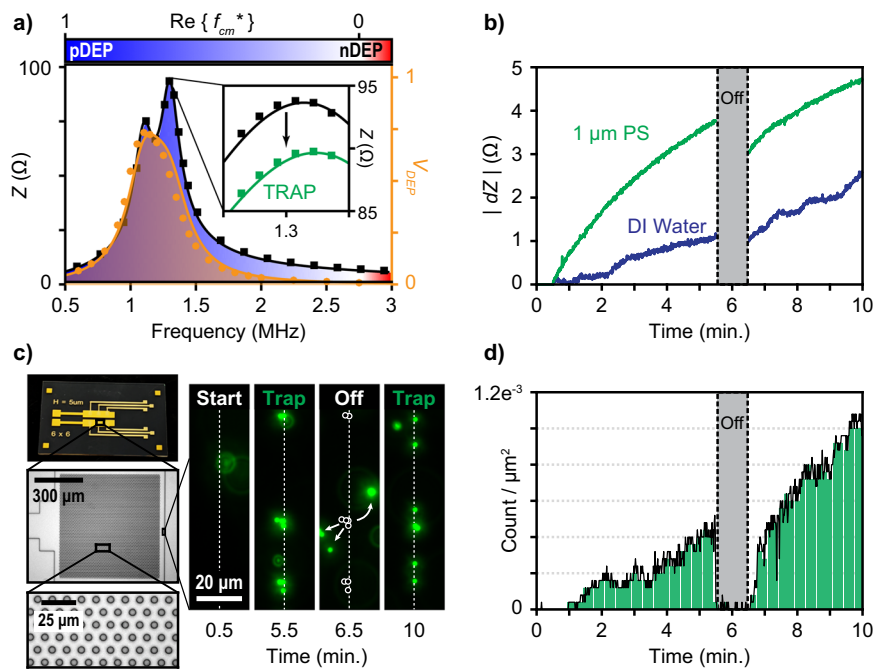 a)
1
Re { f_cm* }
0
pDEP
nDEP
100
Z (Ω)
0
0.5
1
1.5
2
2.5
3
Frequency (MHz)
1
V_DEP
0
95
Z (Ω)
85
TRAP
1.3
b)
5
4
3
2
1
0
| dZ | (Ω)
1 µm PS
DI Water
Off
0
2
4
6
8
10
Time (min.)
c)
H = 5um
6 x 6
300 µm
25 µm
Start
Trap
Off
Trap
20 µm
0.5
5.5
6.5
10
Time (min.)
d)
1.2e⁻³
Count / µm²
0
Off
0
2
4
6
8
10
Time (min.)